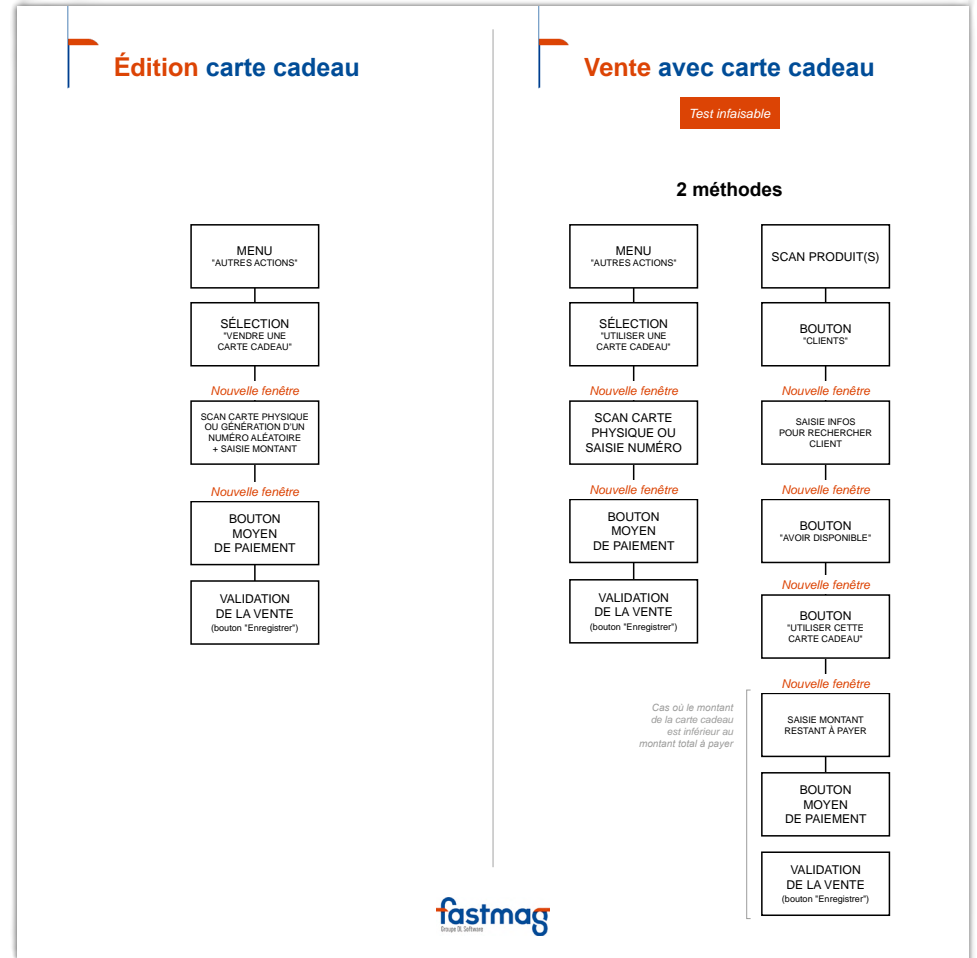 Édition carte cadeau
MENU
"AUTRES ACTIONS"
SÉLECTION
"VENDRE UNE
CARTE CADEAU"
Nouvelle fenêtre
SCAN CARTE PHYSIQUE
OU GÉNÉRATION D'UN
NUMÉRO ALÉATOIRE
+ SAISIE MONTANT
Nouvelle fenêtre
BOUTON
MOYEN
DE PAIEMENT
VALIDATION
DE LA VENTE
(bouton "Enregistrer")
Vente avec carte cadeau
Test infaisable
2 méthodes
MENU
"AUTRES ACTIONS"
SÉLECTION
"UTILISER UNE
CARTE CADEAU"
Nouvelle fenêtre
SCAN CARTE
PHYSIQUE OU
SAISIE NUMÉRO
Nouvelle fenêtre
BOUTON
MOYEN
DE PAIEMENT
VALIDATION
DE LA VENTE
(bouton "Enregistrer")
SCAN PRODUIT(S)
BOUTON
"CLIENTS"
Nouvelle fenêtre
SAISIE INFOS
POUR RECHERCHER
CLIENT
Nouvelle fenêtre
BOUTON
"AVOIR DISPONIBLE"
Nouvelle fenêtre
BOUTON
"UTILISER CETTE
CARTE CADEAU"
Nouvelle fenêtre
Cas où le montant
de la carte cadeau
est inférieur au
montant total à payer
SAISIE MONTANT
RESTANT À PAYER
BOUTON
MOYEN
DE PAIEMENT
VALIDATION
DE LA VENTE
(bouton "Enregistrer")
fastmag
Groupe DL Software